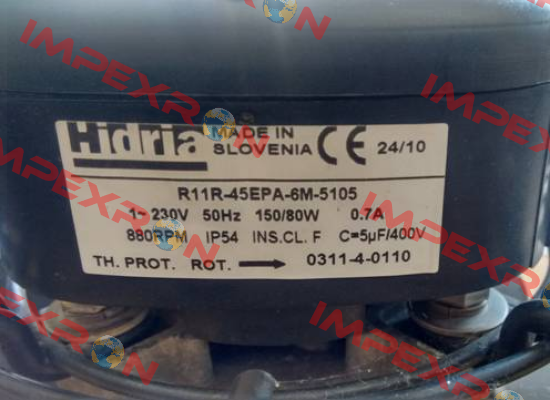 Hidria MADE IN SLOVENIA CE 24/10
R11R-45EPA-6M-5105
1~ 230V 50Hz 150/80W 0.7A
880RPM IP54 INS.CL. F C=5µF/400V
TH. PROT. ROT. → 0311-4-0110
IMPEXRON
IMPEXRON
IMPEXRON
IMPEXRON